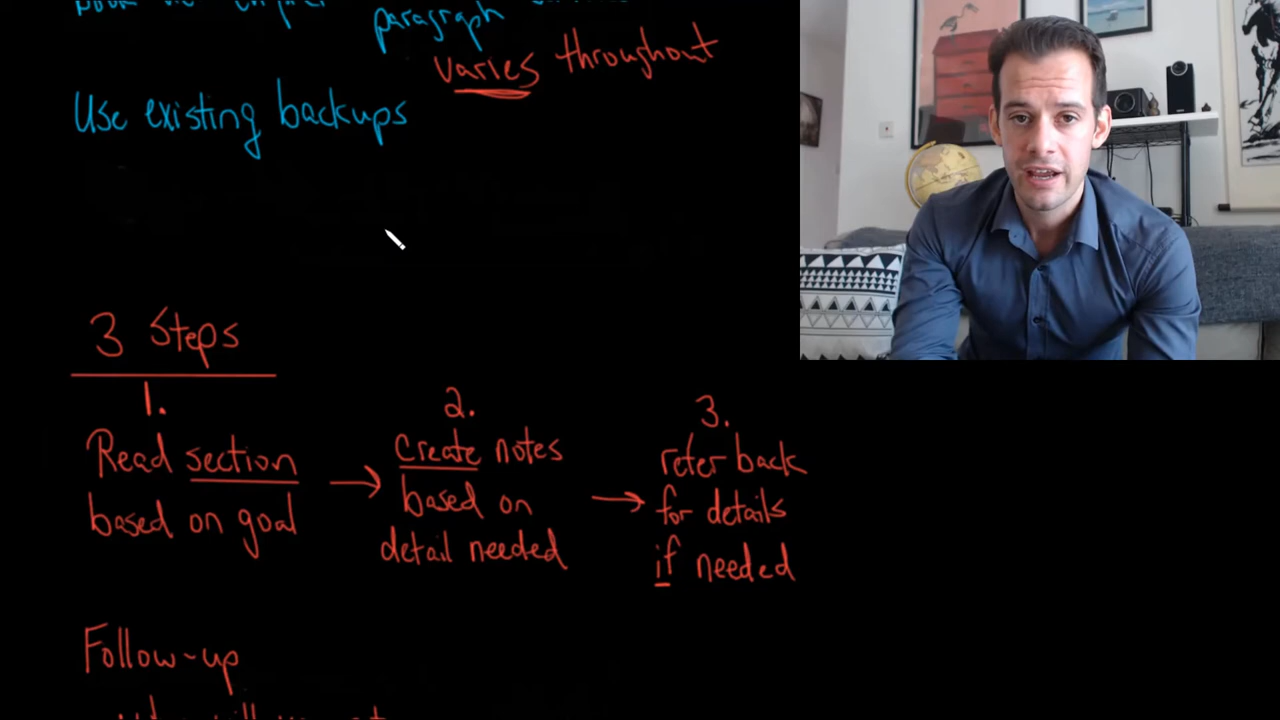 paragraph
varies throughout
Use existing backups
3 Steps
1.
Read section
based on goal
2.
create notes
based on
detail needed
3.
refer back
for details
if needed
Follow-up